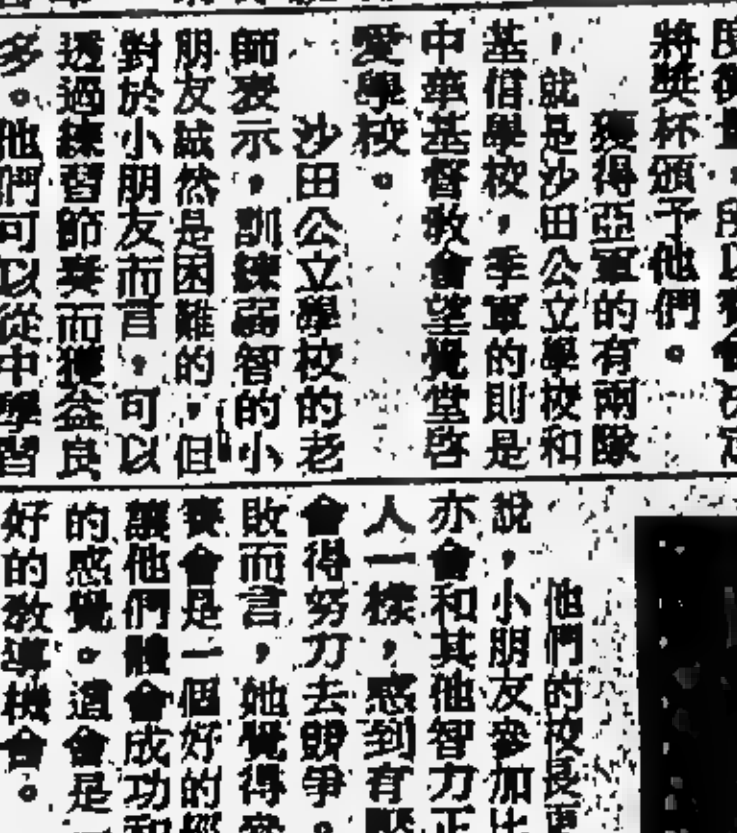 將獎杯頒予他們。
獲得亞軍的有兩隊
，就是沙田公立學校和
基信學校，季軍的則是
中華基督教會望覺堂啓
愛學校。
沙田公立學校的老
師表示，訓練弱智的小
朋友誠然是困難的，但
對於小朋友而言，可以
透過練習節奏而獲益良
多。他們可以從中學習
他們的校長
說，小朋友參加比
亦會和其他智力正
人一樣，感到有壓
會得努力去競爭。
敗而言，她覺得
賽會是一個好的經
讓他們體會成功和
的感覺。這會是
好的教導機會。